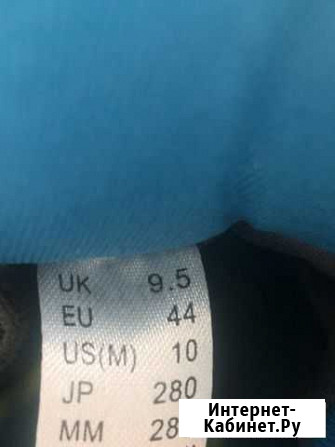 UK 9.5
EU 44
US(M) 10
JP 280
MM 28
Интернет-
Кабинет.Ру